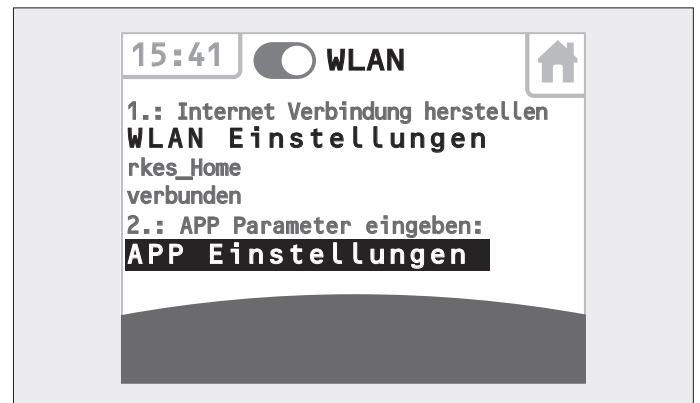 15:41 WLAN
1.: Internet Verbindung herstellen
WLAN Einstellungen
rkes_Home
verbunden
2.: APP Parameter eingeben:
APP Einstellungen